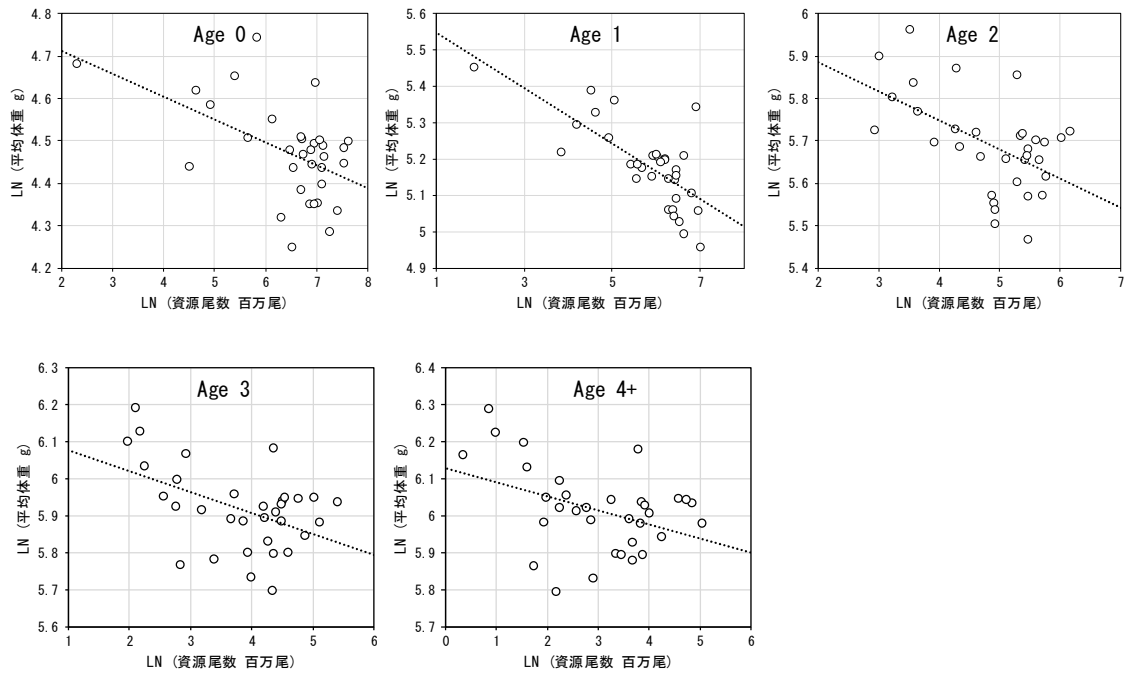 Age 0
LN (平均体重 g)
4.8
4.7
4.6
4.5
4.4
4.3
4.2
2 3 4 5 6 7 8
LN (資源尾数 百万尾)
Age 1
LN (平均体重 g)
5.6
5.5
5.4
5.3
5.2
5.1
5
4.9
1 3 5 7
LN (資源尾数 百万尾)
Age 2
LN (平均体重 g)
6
5.9
5.8
5.7
5.6
5.5
5.4
2 3 4 5 6 7
LN (資源尾数 百万尾)
Age 3
LN (平均体重 g)
6.3
6.2
6.1
6
5.9
5.8
5.7
5.6
1 2 3 4 5 6
LN (資源尾数 百万尾)
Age 4+
LN (平均体重 g)
6.4
6.3
6.2
6.1
6
5.9
5.8
5.7
0 1 2 3 4 5 6
LN (資源尾数 百万尾)